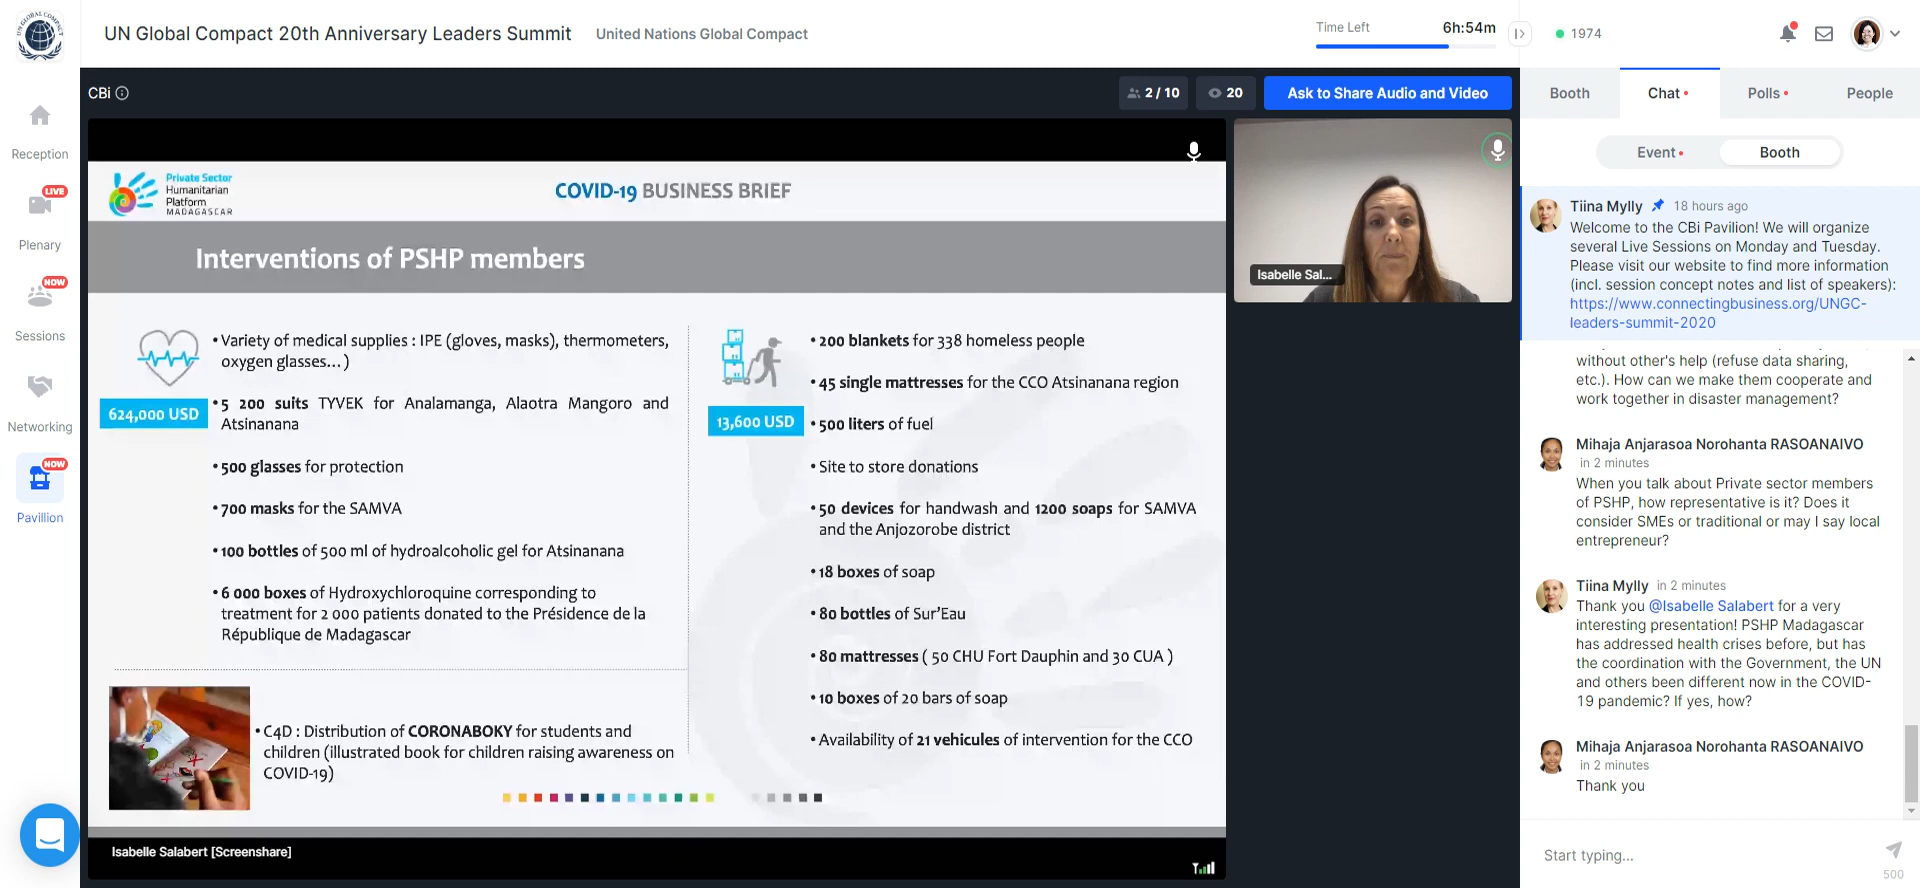 UN GLOBAL COMPACT
UN Global Compact 20th Anniversary Leaders Summit
United Nations Global Compact
Time Left
6h:54m
1974
Reception
LIVE
Plenary
NOW
Sessions
Networking
NOW
Pavillion
CBi
2 / 10
20
Ask to Share Audio and Video
Private Sector
Humanitarian
Platform
MADAGASCAR
COVID-19 BUSINESS BRIEF
Interventions of PSHP members
624,000 USD
•Variety of medical supplies : IPE (gloves, masks), thermometers,
oxygen glasses...)
•5 200 suits TYVEK for Analamanga, Alaotra Mangoro and
Atsinanana
•500 glasses for protection
•700 masks for the SAMVA
•100 bottles of 500 ml of hydroalcoholic gel for Atsinanana
•6 000 boxes of Hydroxychloroquine corresponding to
treatment for 2 000 patients donated to the Présidence de la
République de Madagascar
•C4D : Distribution of CORONABOKY for students and
children (illustrated book for children raising awareness on
COVID-19)
13,600 USD
•200 blankets for 338 homeless people
•45 single mattresses for the CCO Atsinanana region
•500 liters of fuel
•Site to store donations
•50 devices for handwash and 1200 soaps for SAMVA
and the Anjozorobe district
•18 boxes of soap
•80 bottles of Sur'Eau
•80 mattresses ( 50 CHU Fort Dauphin and 30 CUA )
•10 boxes of 20 bars of soap
•Availability of 21 vehicules of intervention for the CCO
Isabelle Salabert [Screenshare]
Isabelle Sal...
Booth
Chat
Polls
People
Event
Booth
Tiina Mylly 18 hours ago
Welcome to the CBi Pavilion! We will organize
several Live Sessions on Monday and Tuesday.
Please visit our website to find more information
(incl. session concept notes and list of speakers):
https://www.connectingbusiness.org/UNGC-
leaders-summit-2020
without other's help (refuse data sharing,
etc.). How can we make them cooperate and
work together in disaster management?
Mihaja Anjarasoa Norohanta RASOANAIVO
in 2 minutes
When you talk about Private sector members
of PSHP, how representative is it? Does it
consider SMEs or traditional or may I say local
entrepreneur?
Tiina Mylly in 2 minutes
Thank you @Isabelle Salabert for a very
interesting presentation! PSHP Madagascar
has addressed health crises before, but has
the coordination with the Government, the UN
and others been different now in the COVID-
19 pandemic? If yes, how?
Mihaja Anjarasoa Norohanta RASOANAIVO
in 2 minutes
Thank you
Start typing...
500